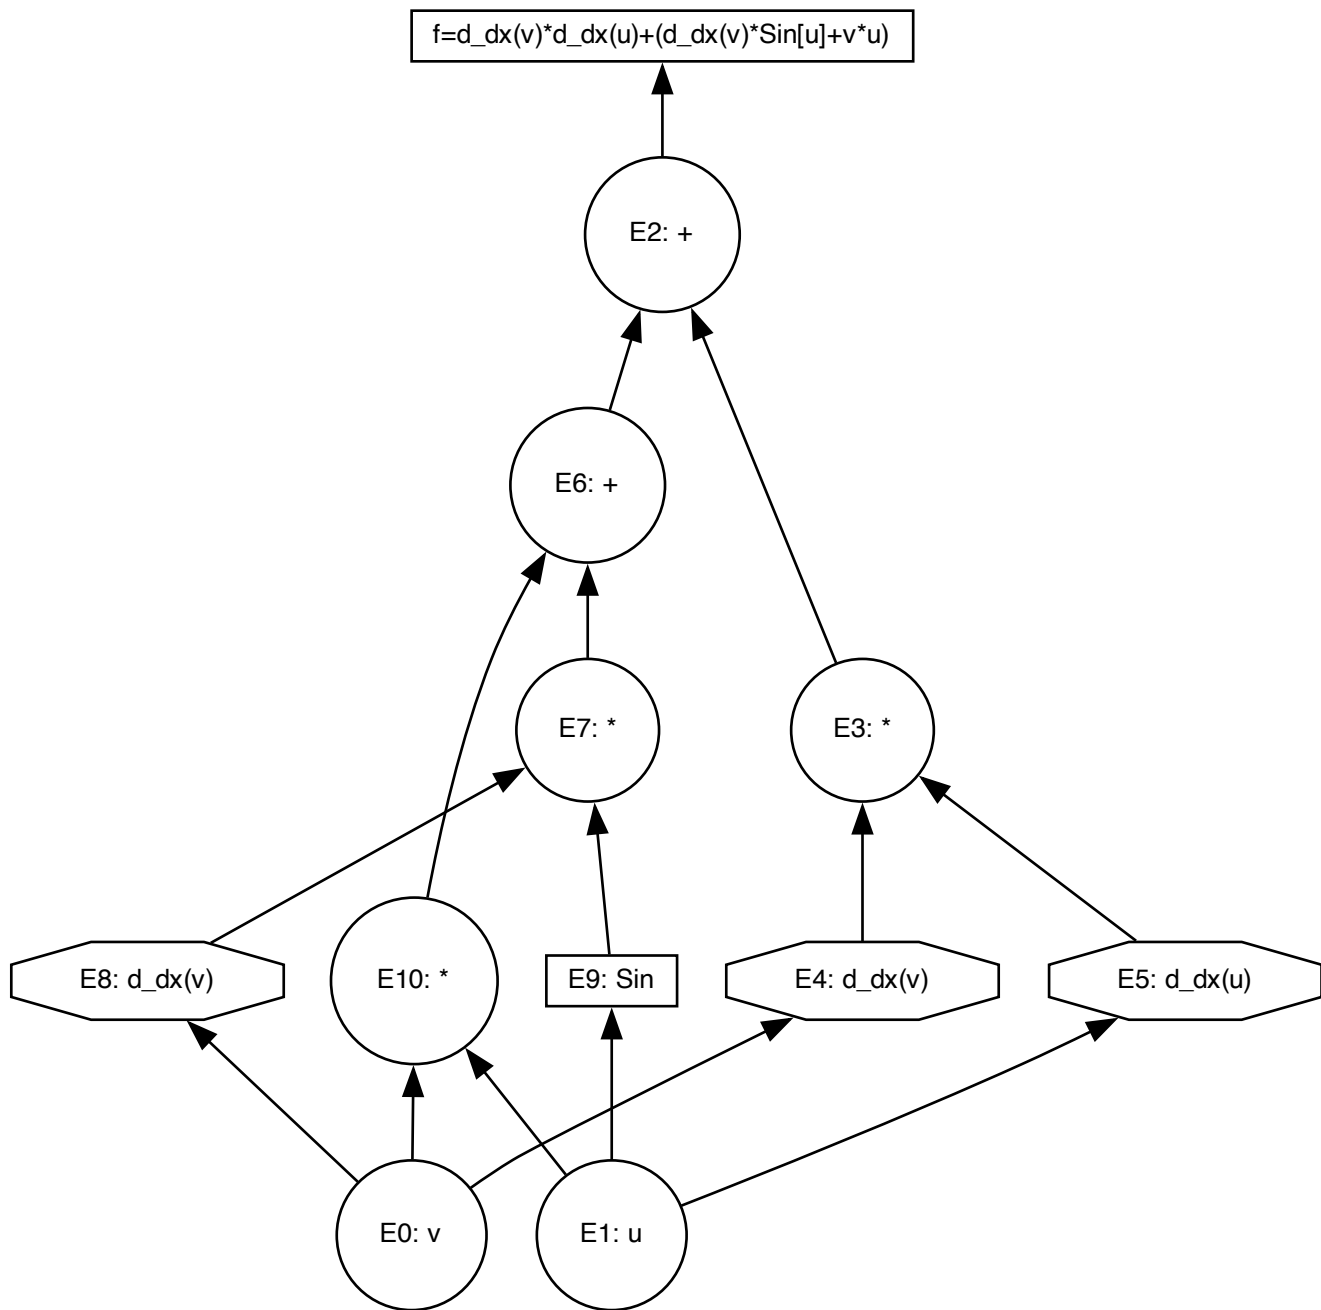 f=d_dx(v)*d_dx(u)+(d_dx(v)*Sin[u]+v*u)
E2: +
E6: +
E7: *
E3: *
E8: d_dx(v)
E10: *
E9: Sin
E4: d_dx(v)
E5: d_dx(u)
E0: v
E1: u